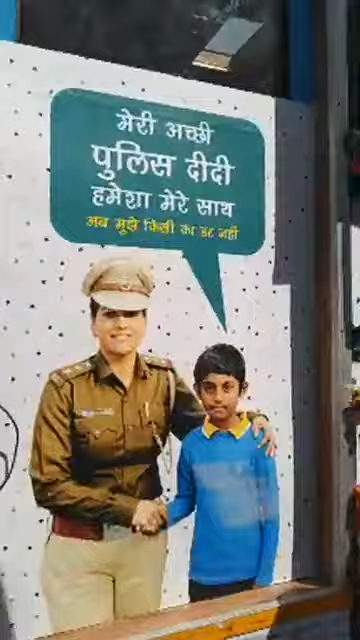 मेरी अच्छी
पुलिस दीदी
हमेशा मेरे साथ
अब मुझे किसी का डर नहीं